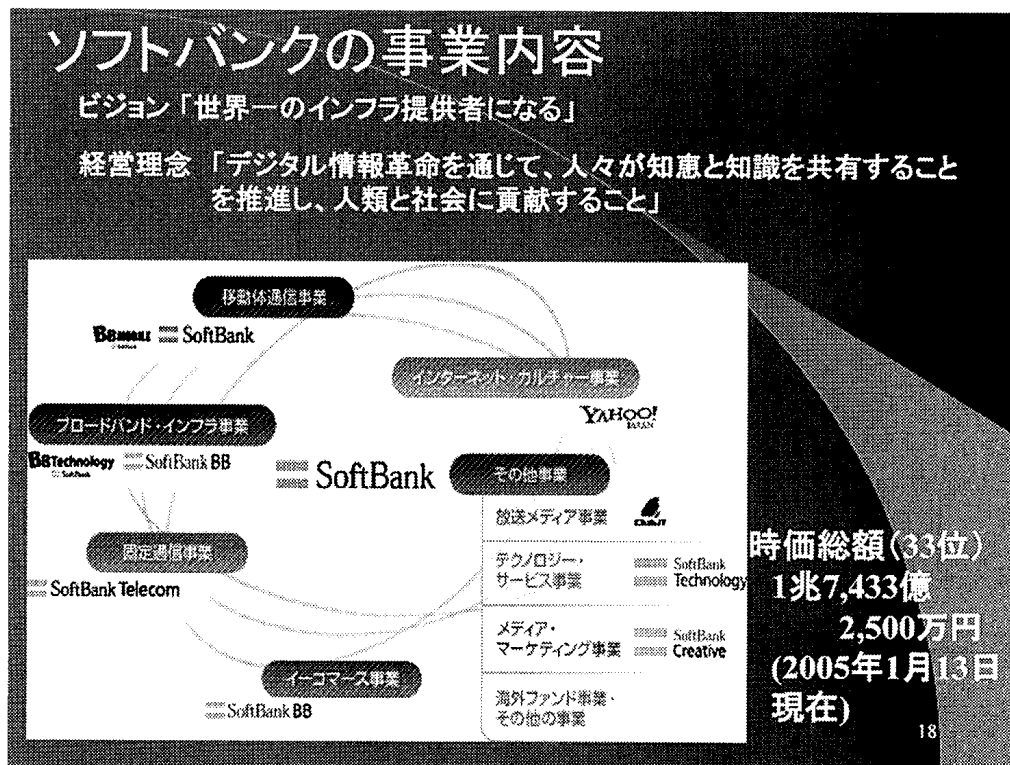 ソフトバンクの事業内容
ビジョン「世界一のインフラ提供者になる」
経営理念 「デジタル情報革命を通じて、人々が知恵と知識を共有すること
を推進し、人類と社会に貢献すること」
移動体通信事業
SoftBank
インターネット・カルチャー事業
YAHOO!
JAPAN
ブロードバンド・インフラ事業
BBTechnology
SoftBank BB
SoftBank
その他事業
放送メディア事業
固定通信事業
SoftBank Telecom
テクノロジー・
サービス事業
SoftBank
Technology
メディア・
マーケティング事業
SoftBank
Creative
イーコマース事業
SoftBank BB
海外ファンド事業・
その他の事業
時価総額(33位)
1兆7,433億
2,500万円
(2005年1月13日
現在)
18